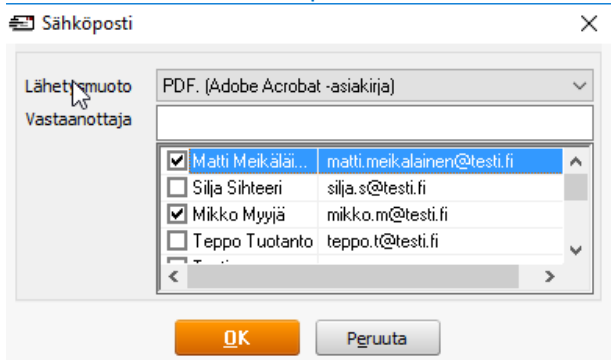 Sähköposti
Lähetysmuoto PDF. (Adobe Acrobat -asiakirja)
Vastaanottaja
Matti Meikäläi... matti.meikalainen@testi.fi
Silja Sihteeri silja.s@testi.fi
Mikko Myyjä mikko.m@testi.fi
Teppo Tuotanto teppo.t@testi.fi
OK Peruuta